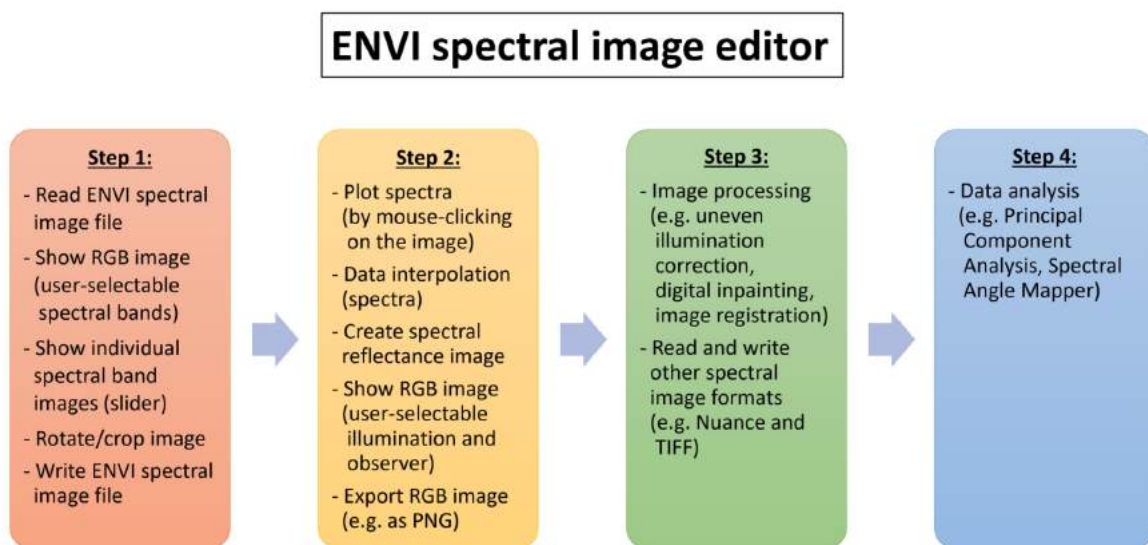 ENVI spectral image editor
Step 1:
- Read ENVI spectral
image file
- Show RGB image
(user-selectable
spectral bands)
- Show individual
spectral band
images (slider)
- Rotate/crop image
- Write ENVI spectral
image file
Step 2:
- Plot spectra
(by mouse-clicking
on the image)
- Data interpolation
(spectra)
- Create spectral
reflectance image
- Show RGB image
(user-selectable
illumination and
observer)
- Export RGB image
(e.g. as PNG)
Step 3:
- Image processing
(e.g. uneven
illumination
correction,
digital inpainting,
image registration)
- Read and write
other spectral
image formats
(e.g. Nuance and
TIFF)
Step 4:
- Data analysis
(e.g. Principal
Component
Analysis, Spectral
Angle Mapper)